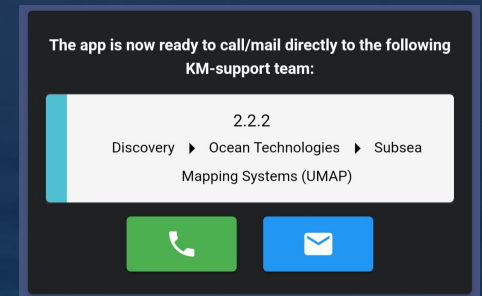 The app is now ready to call/mail directly to the following
KM-support team:
2.2.2
Discovery ▶ Ocean Technologies ▶ Subsea
Mapping Systems (UMAP)